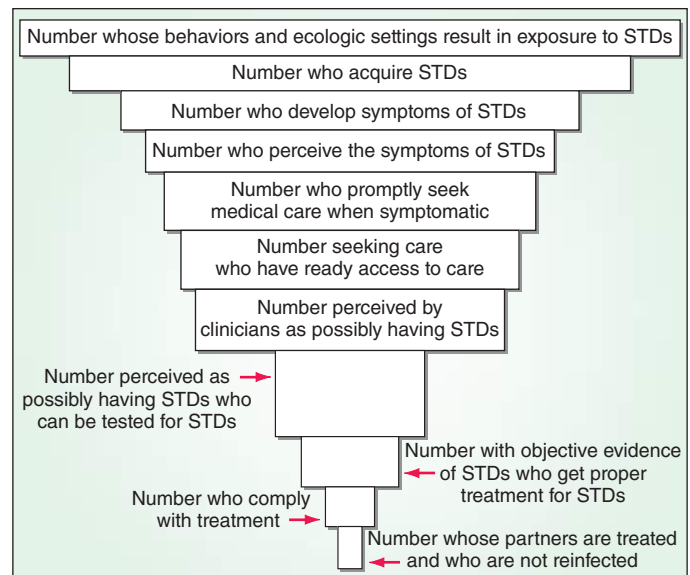 Number whose behaviors and ecologic settings result in exposure to STDs
Number who acquire STDs
Number who develop symptoms of STDs
Number who perceive the symptoms of STDs
Number who promptly seek
medical care when symptomatic
Number seeking care
who have ready access to care
Number perceived by
clinicians as possibly having STDs
Number perceived as
possibly having STDs who
can be tested for STDs
Number with objective evidence
of STDs who get proper
treatment for STDs
Number who comply
with treatment
Number whose partners are treated
and who are not reinfected